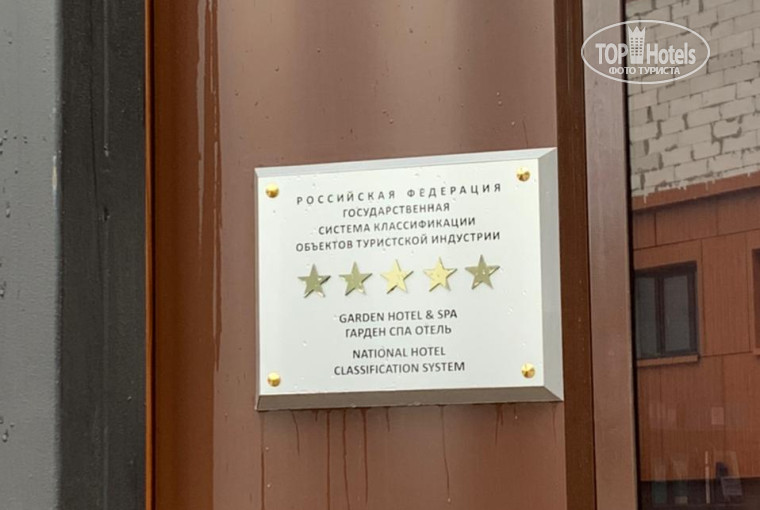 TOP Hotels
ФОТО ТУРИСТА
РОССИЙСКАЯ ФЕДЕРАЦИЯ
ГОСУДАРСТВЕННАЯ
СИСТЕМА КЛАССИФИКАЦИИ
ОБЪЕКТОВ ТУРИСТСКОЙ ИНДУСТРИИ
GARDEN HOTEL & SPA
ГАРДЕН СПА ОТЕЛЬ
NATIONAL HOTEL
CLASSIFICATION SYSTEM